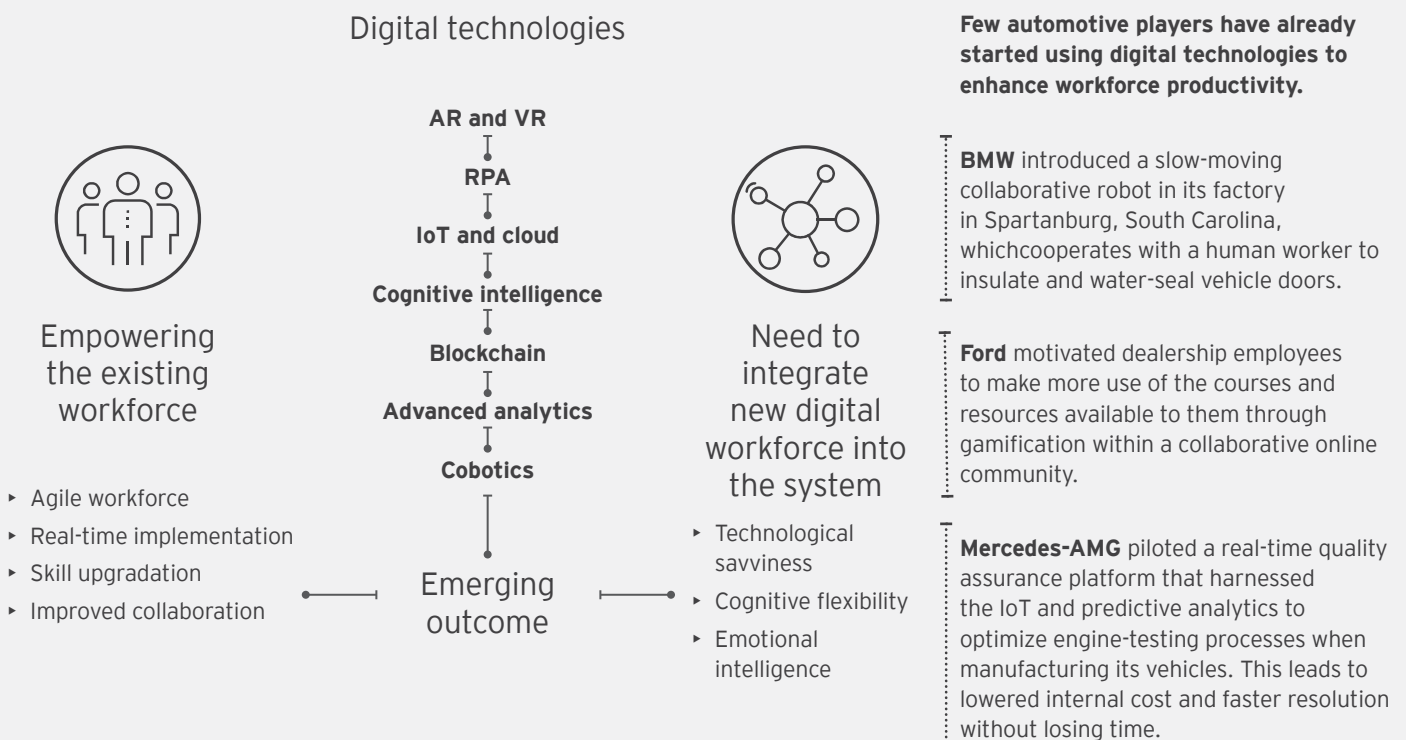 Digital technologies
AR and VR
RPA
IoT and cloud
Cognitive intelligence
Blockchain
Advanced analytics
Cobotics
Emerging
outcome
Empowering
the existing
workforce
▸ Agile workforce
▸ Real-time implementation
▸ Skill upgradation
▸ Improved collaboration
Need to
integrate
new digital
workforce into
the system
▸ Technological
savviness
▸ Cognitive flexibility
▸ Emotional
intelligence
Few automotive players have already
started using digital technologies to
enhance workforce productivity.
BMW introduced a slow-moving
collaborative robot in its factory
in Spartanburg, South Carolina,
whichcooperates with a human worker to
insulate and water-seal vehicle doors.
Ford motivated dealership employees
to make more use of the courses and
resources available to them through
gamification within a collaborative online
community.
Mercedes-AMG piloted a real-time quality
assurance platform that harnessed
the IoT and predictive analytics to
optimize engine-testing processes when
manufacturing its vehicles. This leads to
lowered internal cost and faster resolution
without losing time.